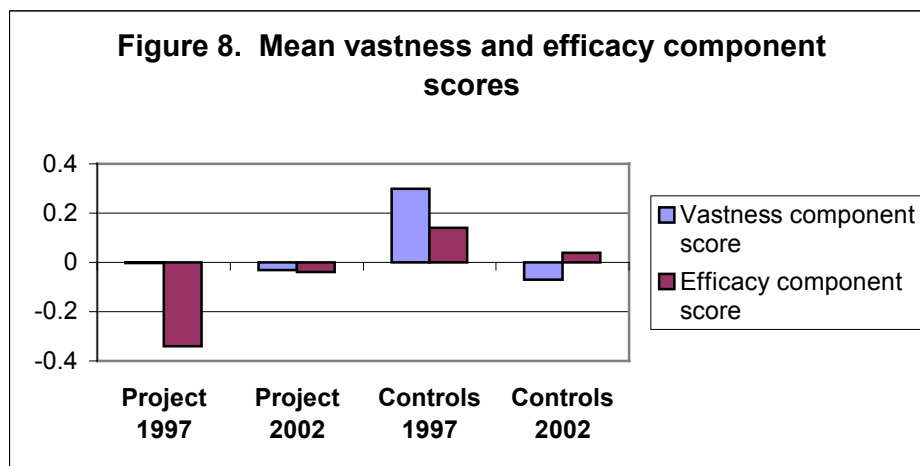 Figure 8. Mean vastness and efficacy component
scores
0.4
0.2
0
-0.2
-0.4
Project
1997
Project
2002
Controls
1997
Controls
2002
Vastness component
score
Efficacy component
score